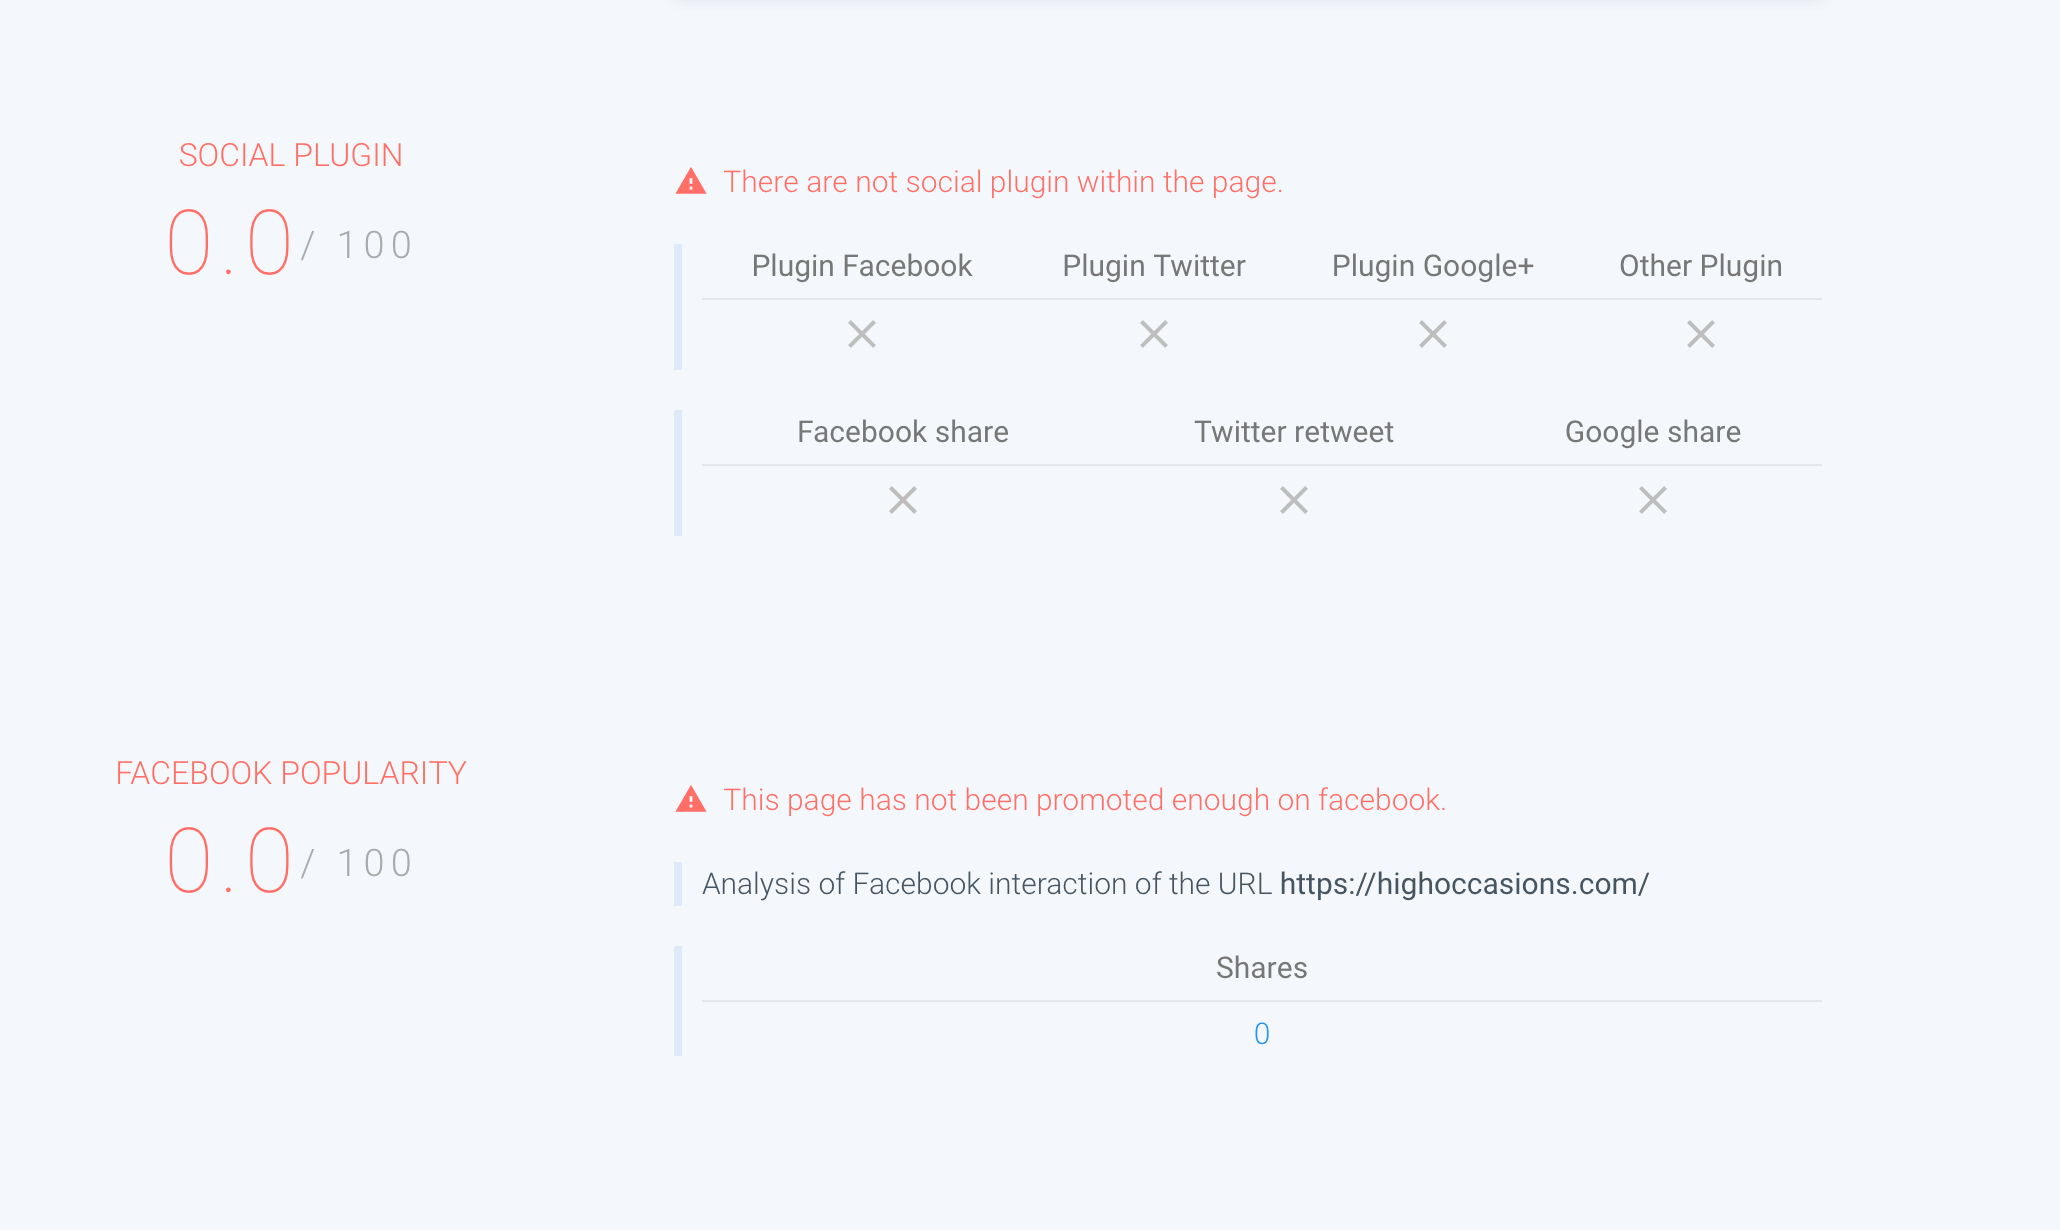 SOCIAL PLUGIN
0.0 / 100
There are not social plugin within the page.
Plugin Facebook Plugin Twitter Plugin Google+ Other Plugin
Facebook share Twitter retweet Google share
FACEBOOK POPULARITY
0.0 / 100
This page has not been promoted enough on facebook.
Analysis of Facebook interaction of the URL https://highoccasions.com/
Shares
0